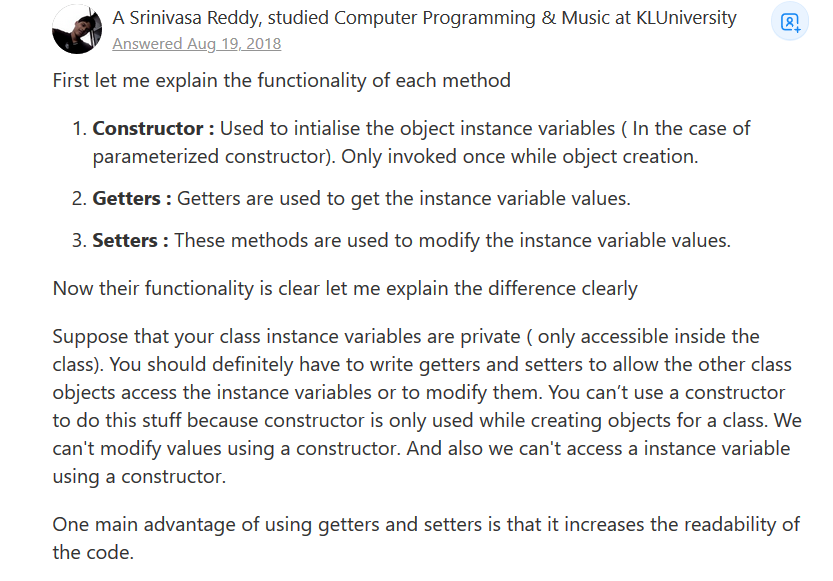 A Srinivasa Reddy, studied Computer Programming & Music at KLUniversity
Answered Aug 19, 2018
First let me explain the functionality of each method
1. Constructor : Used to intialise the object instance variables ( In the case of
parameterized constructor). Only invoked once while object creation.
2. Getters : Getters are used to get the instance variable values.
3. Setters : These methods are used to modify the instance variable values.
Now their functionality is clear let me explain the difference clearly
Suppose that your class instance variables are private ( only accessible inside the
class). You should definitely have to write getters and setters to allow the other class
objects access the instance variables or to modify them. You can’t use a constructor
to do this stuff because constructor is only used while creating objects for a class. We
can't modify values using a constructor. And also we can't access a instance variable
using a constructor.
One main advantage of using getters and setters is that it increases the readability of
the code.